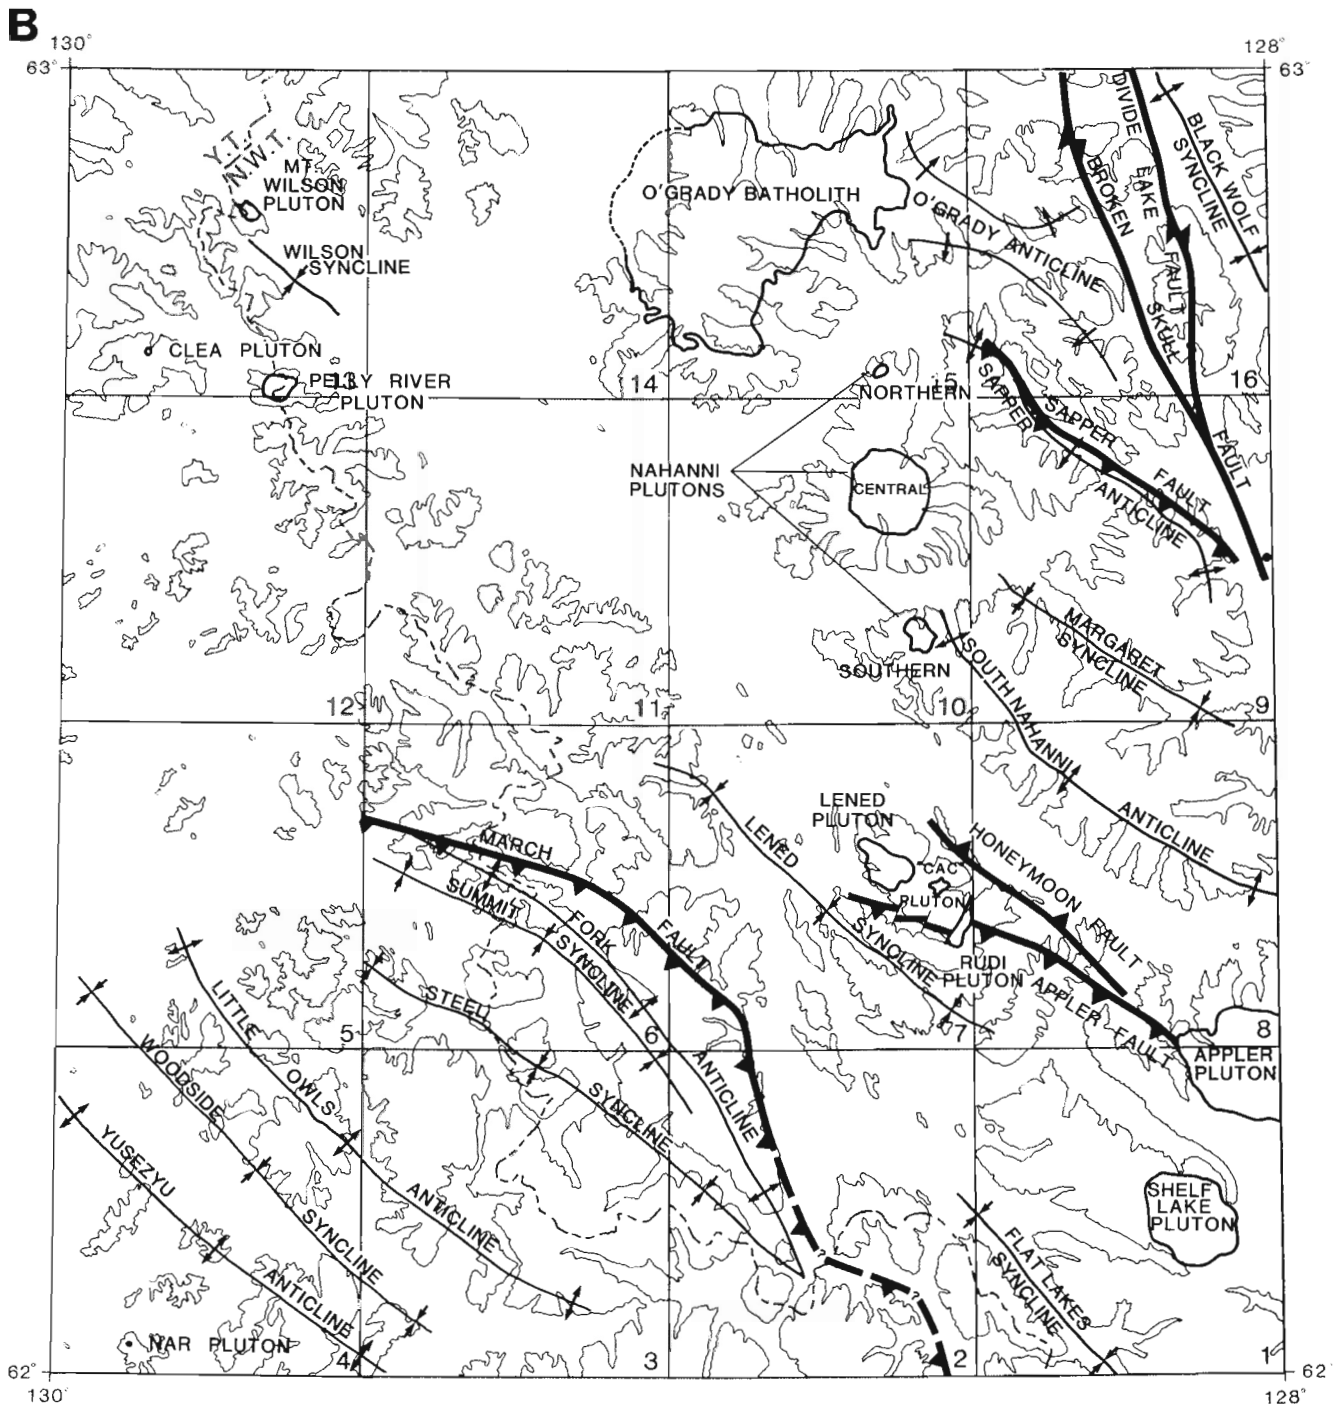 B
130°
128°
63°
63°
Y.T.
N.W.T.
MT.
WILSON
PLUTON
WILSON
SYNCLINE
CLEA PLUTON
PELLY RIVER
PLUTON
13
14
15
16
O'GRADY BATHOLITH
O'GRADY ANTICLINE
BROKEN
SKULL
FAULT
DIVIDE
LAKE
FAULT
BLACK WOLF
SYNCLINE
NORTHERN
NAHANNI
PLUTONS
CENTRAL
SOUTHERN
SAPPER
FAULT
SAPPER
ANTICLINE
MARGARET
SYNCLINE
SOUTH NAHANNI
ANTICLINE
12
11
10
9
LENED
PLUTON
"CAC"
PLUTON
HONEYMOON FAULT
LENED
SYNCLINE
RUDI
PLUTON
APPLER FAULT
APPLER
PLUTON
MARCH
FAULT
SUMMIT
SYNCLINE
FORK
ANTICLINE
STEEL
SYNCLINE
LITTLE
OWLS
ANTICLINE
WOODSIDE
SYNCLINE
YUSEZYU
ANTICLINE
5
6
7
8
SHELF
LAKE
PLUTON
FLAT LAKES
SYNCLINE
?
?
NAR PLUTON
4
3
2
1
62°
62°
130°
128°